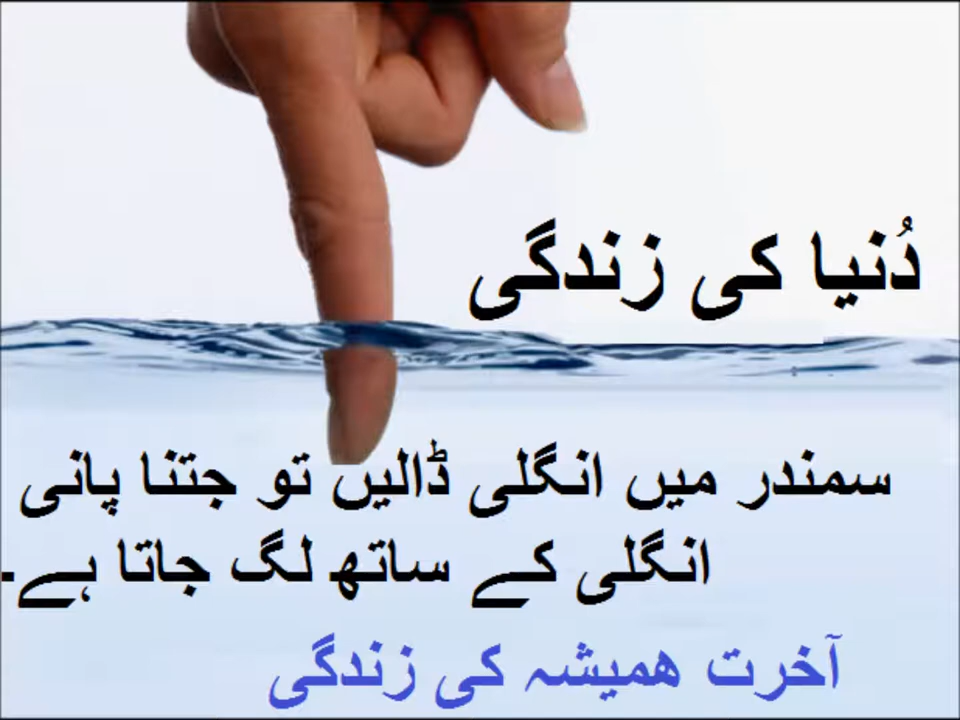 دُنیا کی زندگی
سمندر میں انگلی ڈالیں تو جتنا پانی
انگلی کے ساتھ لگ جاتا ہے۔
آخرت ھمیشہ کی زندگی